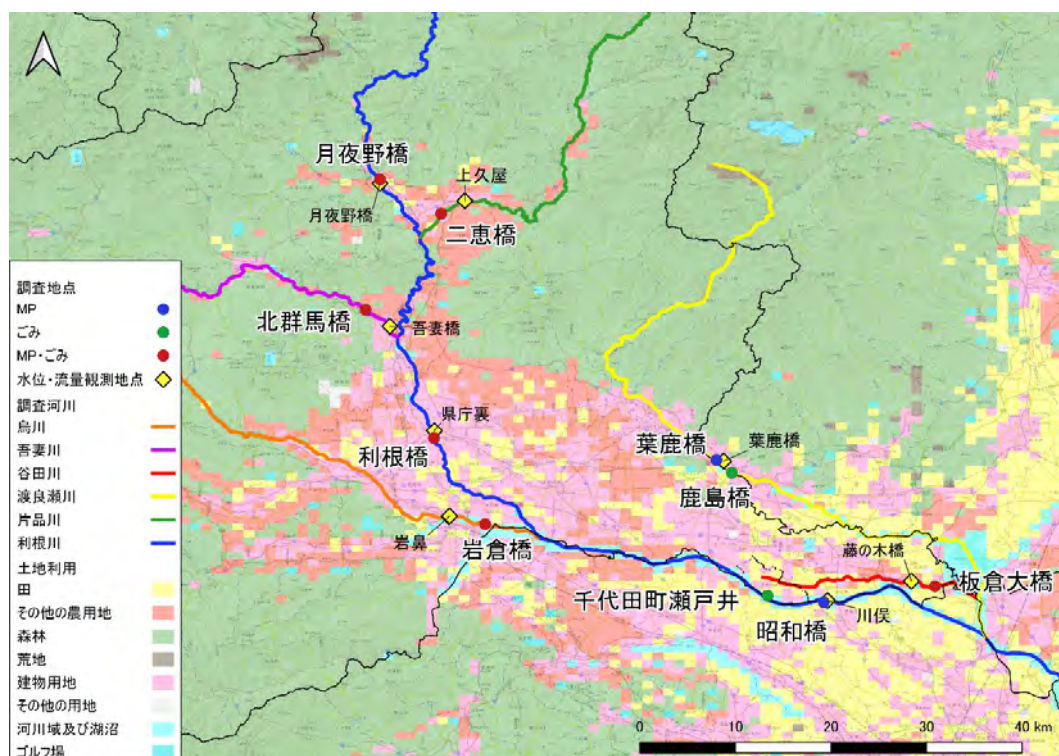 月夜野橋
月夜野橋
上久屋
二恵橋
北群馬橋
吾妻橋
県庁裏
利根橋
岩鼻
岩倉橋
葉鹿橋
葉鹿橋
鹿島橋
藤の木橋
板倉大橋
千代田町瀬戸井
昭和橋
川俣
調査地点
MP
ごみ
MP・ごみ
水位・流量観測地点
調査河川
烏川
吾妻川
谷田川
渡良瀬川
片品川
利根川
土地利用
田
その他の農用地
森林
荒地
建物用地
その他の用地
河川域及び湖沼
ゴルフ場
0 10 20 30 40 km